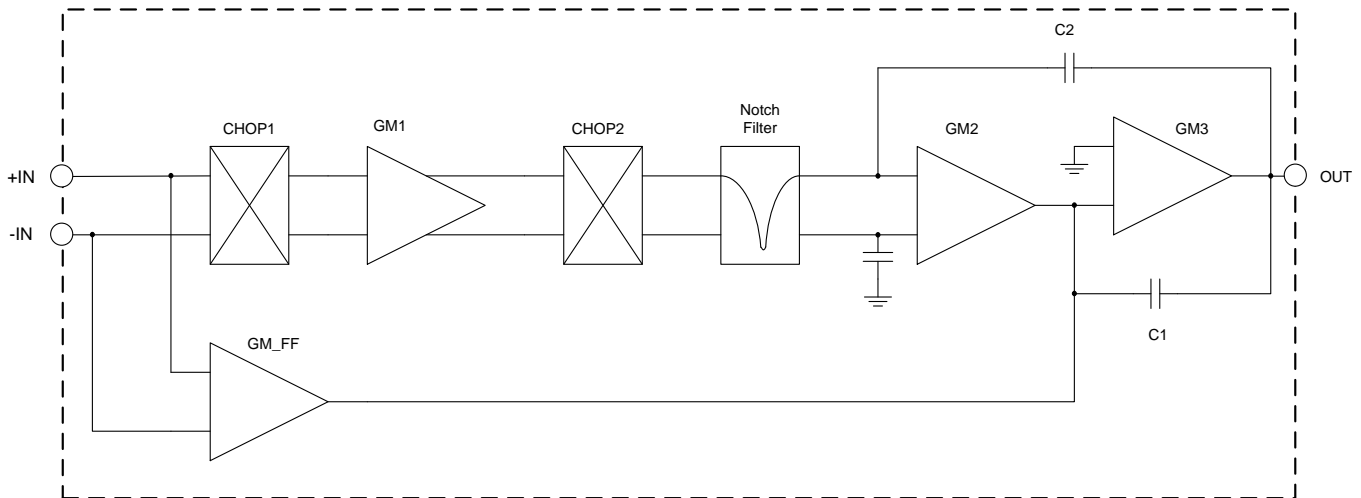 C2
Notch
Filter
CHOP1
GM1
CHOP2
GM2
GM3
+IN
OUT
-IN
C1
GM_FF